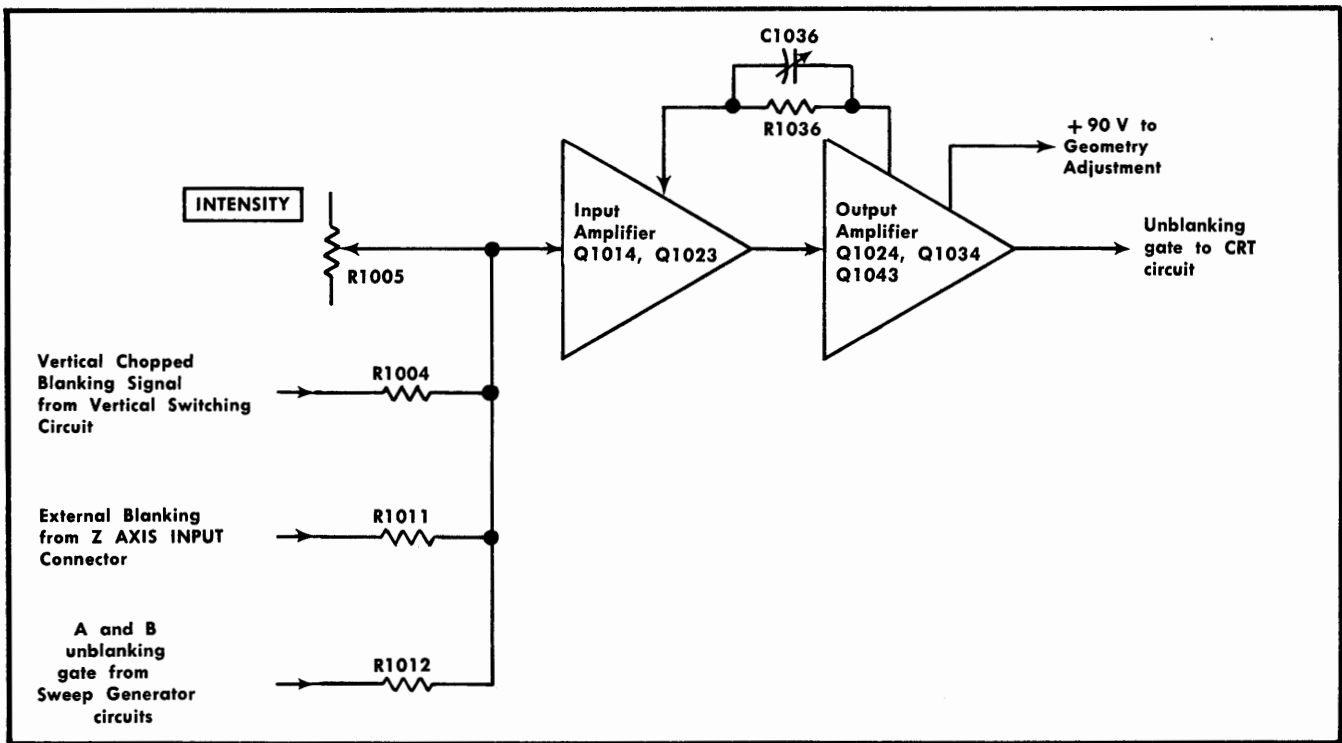 C1036
R1036
+ 90 V to
Geometry
Adjustment
INTENSITY
R1005
Input
Amplifier
Q1014, Q1023
Output
Amplifier
Q1024, Q1034
Q1043
Unblanking
gate to CRT
circuit
Vertical Chopped
Blanking Signal
from Vertical Switching
Circuit
R1004
External Blanking
from Z AXIS INPUT
Connector
R1011
A and B
unblanking
gate from
Sweep Generator
circuits
R1012